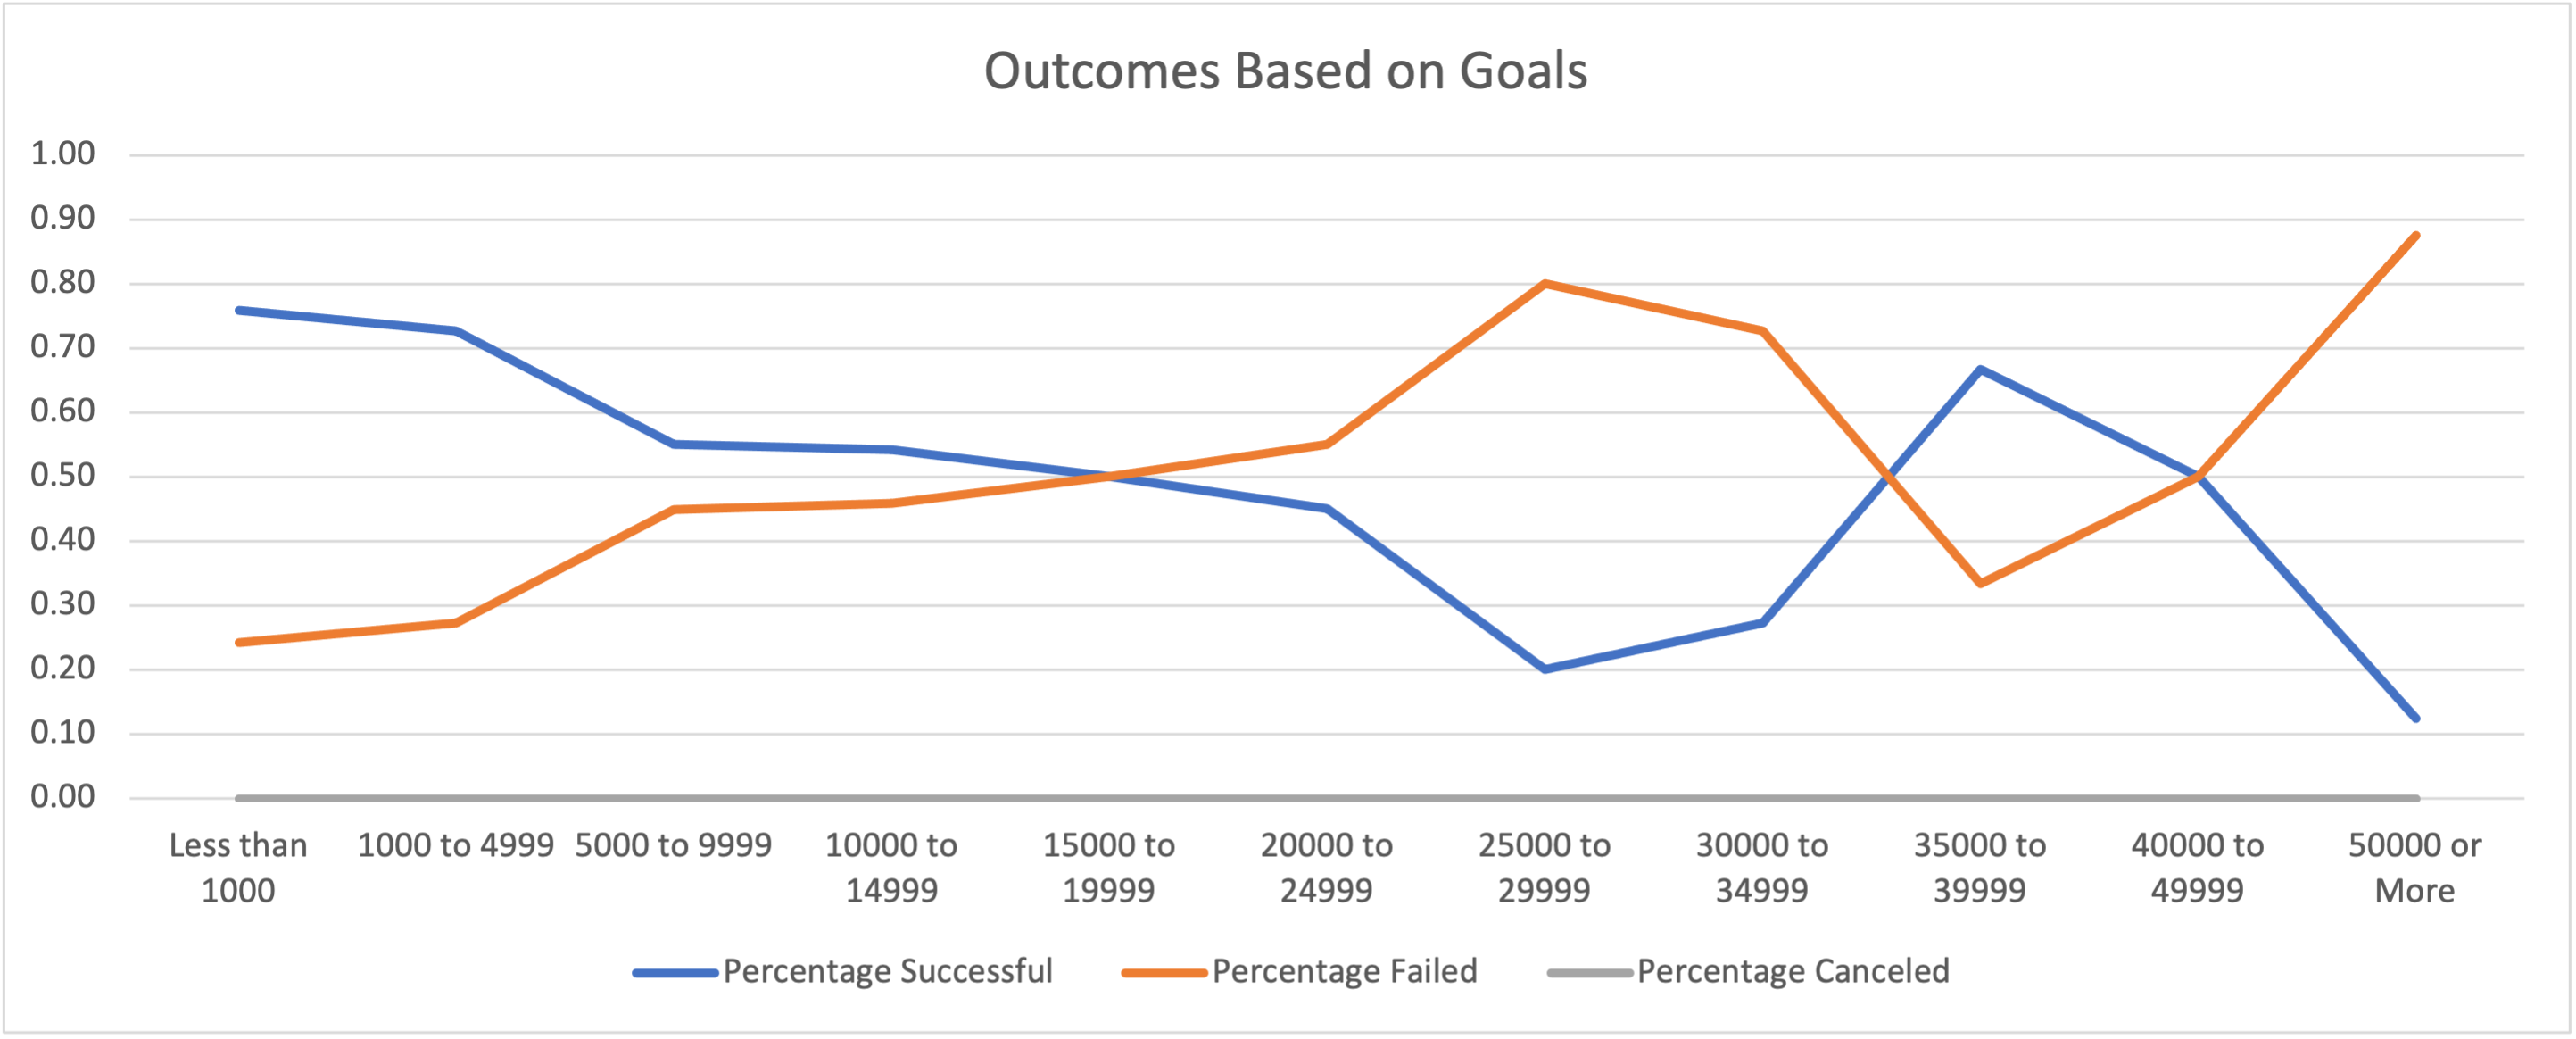 Outcomes Based on Goals
1.00
0.90
0.80
0.70
0.60
0.50
0.40
0.30
0.20
0.10
0.00
Less than 1000 to 4999 5000 to 9999 10000 to 15000 to 20000 to 25000 to 30000 to 35000 to 40000 to 50000 or
1000 14999 19999 24999 29999 34999 39999 49999 More
Percentage Successful Percentage Failed Percentage Canceled